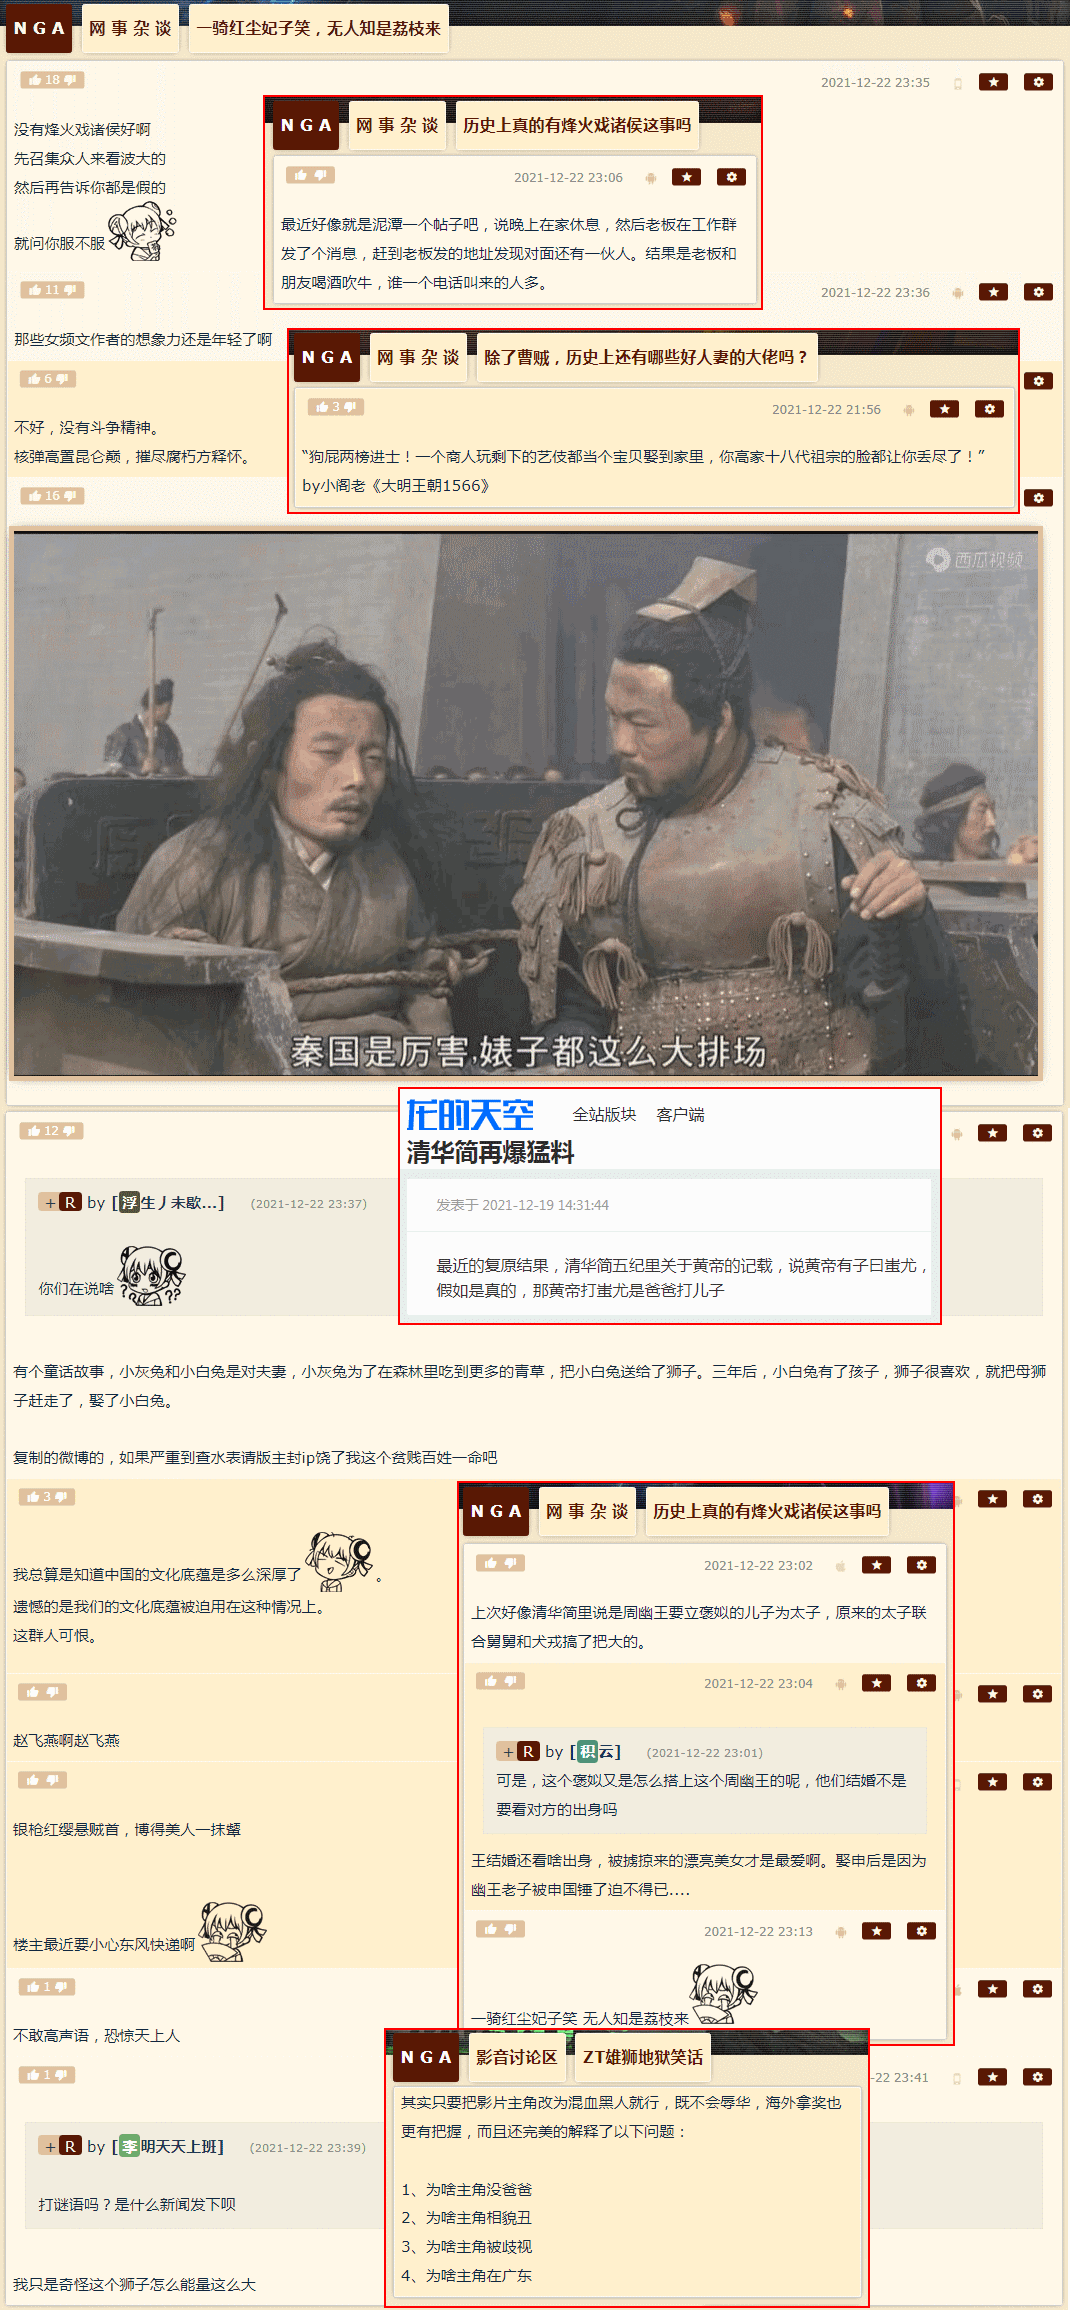 NGA 网事杂谈 一骑红尘妃子笑，无人知是荔枝来
18 2021-12-22 23:35
没有烽火戏诸侯好啊
先召集众人来看波大的
然后再告诉你都是假的
就问你服不服
NGA 网事杂谈 历史上真的有烽火戏诸侯这事吗
2021-12-22 23:06
最近好像就是泥潭一个帖子吧，说晚上在家休息，然后老板在工作群
发了个消息，赶到老板发的地址发现对面还有一伙人。结果是老板和
朋友喝酒吹牛，谁一个电话叫来的人多。
11 2021-12-22 23:36
那些女频文作者的想象力还是年轻了啊
6
不好，没有斗争精神。
核弹高置昆仑巅，摧尽腐朽方释怀。
16
NGA 网事杂谈 除了曹贼，历史上还有哪些好人妻的大佬吗？
3 2021-12-22 21:56
“狗屁两榜进士！一个商人玩剩下的艺伎都当个宝贝娶到家里，你高家十八代祖宗的脸都让你丢尽了！”
by小阁老《大明王朝1566》
西瓜视频
秦国是厉害,婊子都这么大排场
12
+ R by [浮生丿未歇...] (2021-12-22 23:37)
你们在说啥
龙的天空 全站版块 客户端
清华简再爆猛料
发表于 2021-12-19 14:31:44
最近的复原结果，清华简五纪里关于黄帝的记载，说黄帝有子曰蚩尤，
假如是真的，那黄帝打蚩尤是爸爸打儿子
有个童话故事，小灰兔和小白兔是对夫妻，小灰兔为了在森林里吃到更多的青草，把小白兔送给了狮子。三年后，小白兔有了孩子，狮子很喜欢，就把母狮
子赶走了，娶了小白兔。
复制的微博的，如果严重到查水表请版主封ip饶了我这个贫贱百姓一命吧
3
我总算是知道中国的文化底蕴是多么深厚了 。
遗憾的是我们的文化底蕴被迫用在这种情况上。
这群人可恨。
赵飞燕啊赵飞燕
银枪红缨悬贼首，博得美人一抹颦
楼主最近要小心东风快递啊
NGA 网事杂谈 历史上真的有烽火戏诸侯这事吗
2021-12-22 23:02
上次好像清华简里说是周幽王要立褒姒的儿子为太子，原来的太子联
合舅舅和犬戎搞了把大的。
2021-12-22 23:04
+ R by [积云] (2021-12-22 23:01)
可是，这个褒姒又是怎么搭上这个周幽王的呢，他们结婚不是
要看对方的出身吗
王结婚还看啥出身，被掳掠来的漂亮美女才是最爱啊。娶申后是因为
幽王老子被申国锤了迫不得已....
2021-12-22 23:13
一骑红尘妃子笑 无人知是荔枝来
1
不敢高声语，恐惊天上人
1 -22 23:41
+ R by [李明天天上班] (2021-12-22 23:39)
打谜语吗？是什么新闻发下呗
我只是奇怪这个狮子怎么能量这么大
NGA 影音讨论区 ZT雄狮地狱笑话
其实只要把影片主角改为混血黑人就行，既不会辱华，海外拿奖也
更有把握，而且还完美的解释了以下问题：
1、为啥主角没爸爸
2、为啥主角相貌丑
3、为啥主角被歧视
4、为啥主角在广东